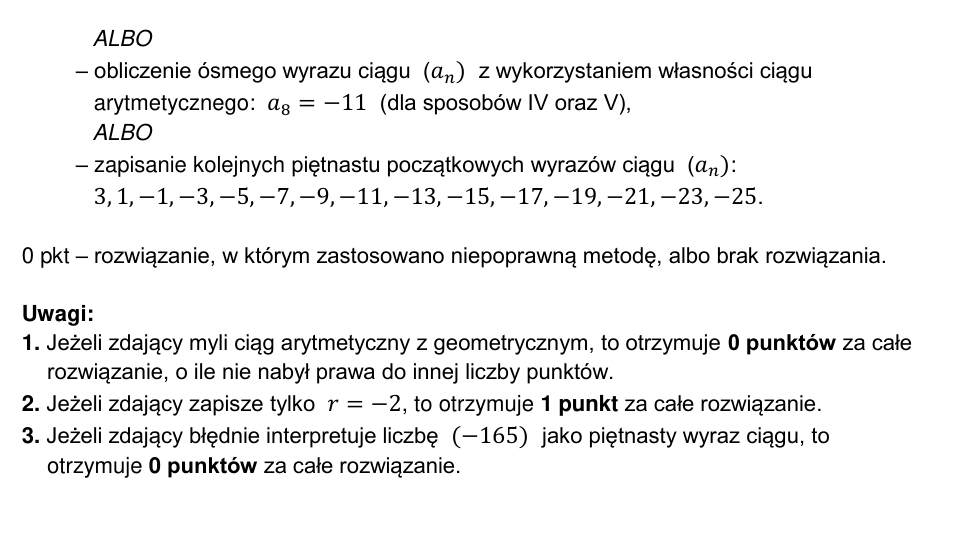 ALBO
– obliczenie ósmego wyrazu ciągu (aₙ) z wykorzystaniem własności ciągu
arytmetycznego: a₈ = −11 (dla sposobów IV oraz V),
ALBO
– zapisanie kolejnych piętnastu początkowych wyrazów ciągu (aₙ):
3, 1, −1, −3, −5, −7, −9, −11, −13, −15, −17, −19, −21, −23, −25.
0 pkt – rozwiązanie, w którym zastosowano niepoprawną metodę, albo brak rozwiązania.
Uwagi:
1. Jeżeli zdający myli ciąg arytmetyczny z geometrycznym, to otrzymuje 0 punktów za całe
rozwiązanie, o ile nie nabył prawa do innej liczby punktów.
2. Jeżeli zdający zapisze tylko r = −2, to otrzymuje 1 punkt za całe rozwiązanie.
3. Jeżeli zdający błędnie interpretuje liczbę (−165) jako piętnasty wyraz ciągu, to
otrzymuje 0 punktów za całe rozwiązanie.